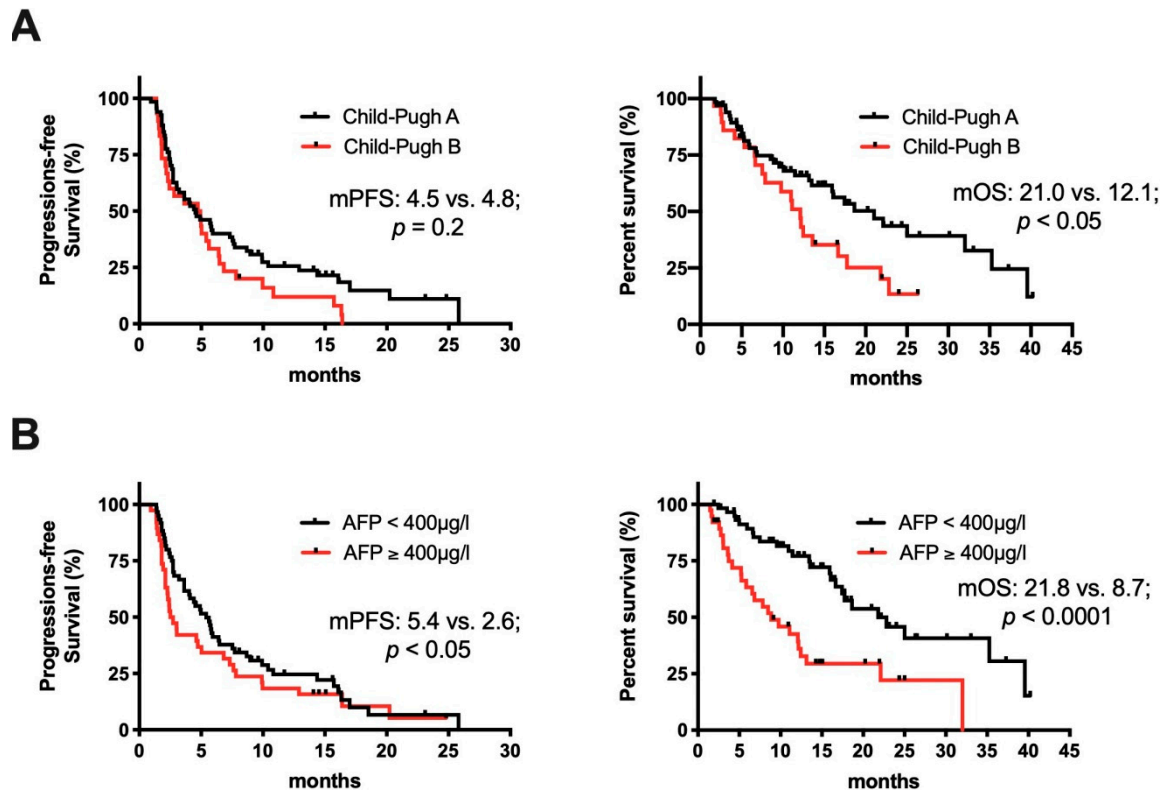 A
Progressions-free
Survival (%)
100
75
50
25
0
Child-Pugh A
Child-Pugh B
mPFS: 4.5 vs. 4.8;
p = 0.2
0 5 10 15 20 25 30
months
Percent survival (%)
100
75
50
25
0
Child-Pugh A
Child-Pugh B
mOS: 21.0 vs. 12.1;
p < 0.05
0 5 10 15 20 25 30 35 40 45
months
B
Progressions-free
Survival (%)
100
75
50
25
0
AFP < 400µg/l
AFP ≥ 400µg/l
mPFS: 5.4 vs. 2.6;
p < 0.05
0 5 10 15 20 25 30
months
Percent survival (%)
100
75
50
25
0
AFP < 400µg/l
AFP ≥ 400µg/l
mOS: 21.8 vs. 8.7;
p < 0.0001
0 5 10 15 20 25 30 35 40 45
months